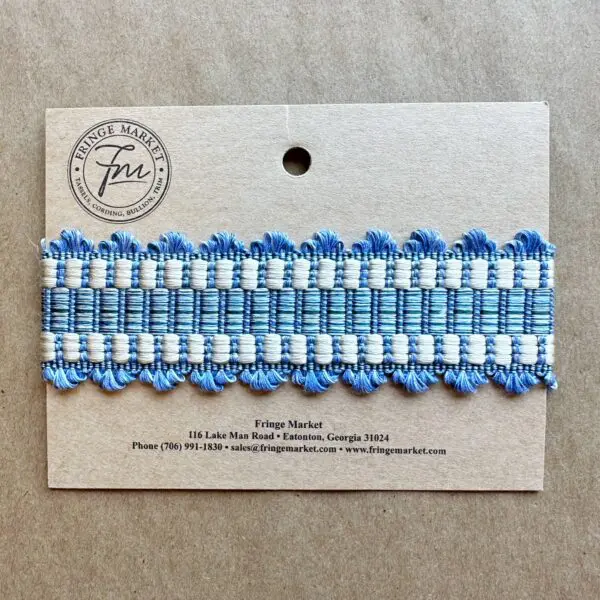 FRINGE MARKET
Fm
TASSELS, CORDING, BULLION, TRIM
Fringe Market
116 Lake Man Road • Eatonton, Georgia 31024
Phone (706) 991-1830 • sales@fringemarket.com • www.fringemarket.com